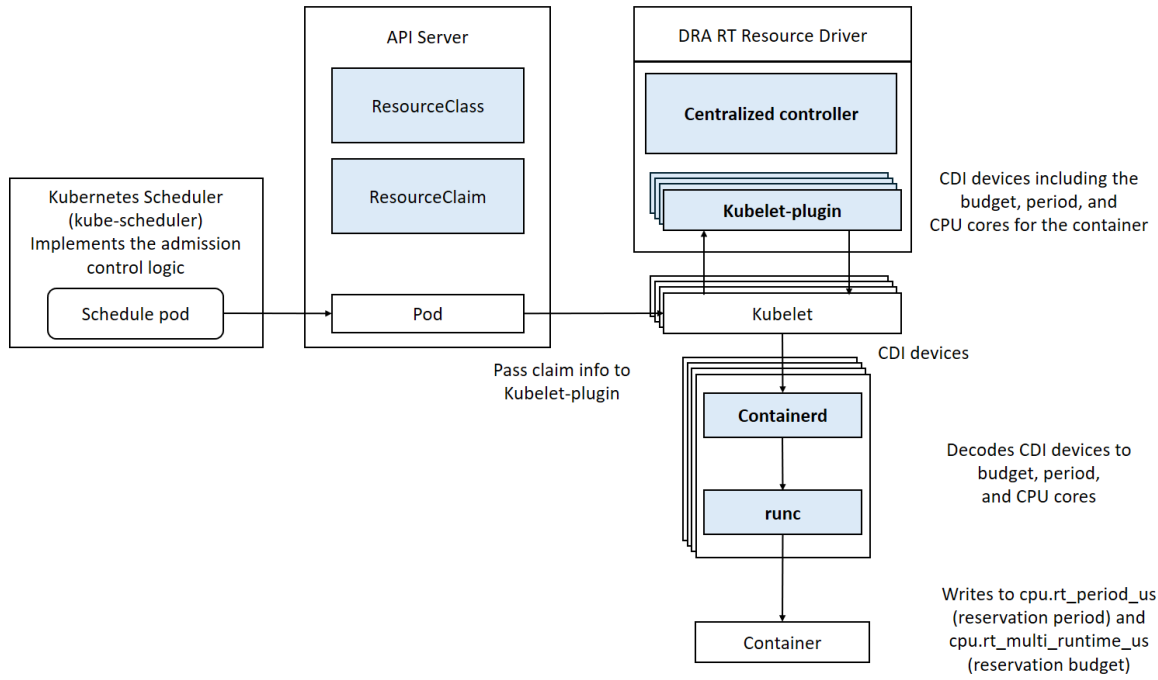 API Server
DRA RT Resource Driver
ResourceClass
Centralized controller
ResourceClaim
Kubernetes Scheduler
(kube-scheduler)
Implements the admission
control logic
Kubelet-plugin
CDI devices including the
budget, period, and
CPU cores for the container
Schedule pod
Pod
Kubelet
Pass claim info to
Kubelet-plugin
CDI devices
Containerd
Decodes CDI devices to
budget, period,
and CPU cores
runc
Container
Writes to cpu.rt_period_us
(reservation period) and
cpu.rt_multi_runtime_us
(reservation budget)